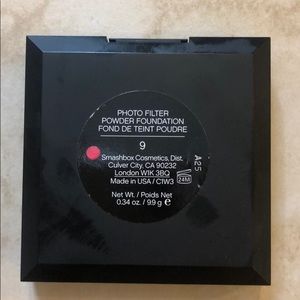 PHOTO FILTER
POWDER FOUNDATION
FOND DE TEINT POUDRE
9
Smashbox Cosmetics, Dist.
Culver City, CA 90232
London W1K 3BQ
Made in USA / C1W3
Net Wt. / Poids Net
0.34 oz. / 9.9 g e
A25
24M